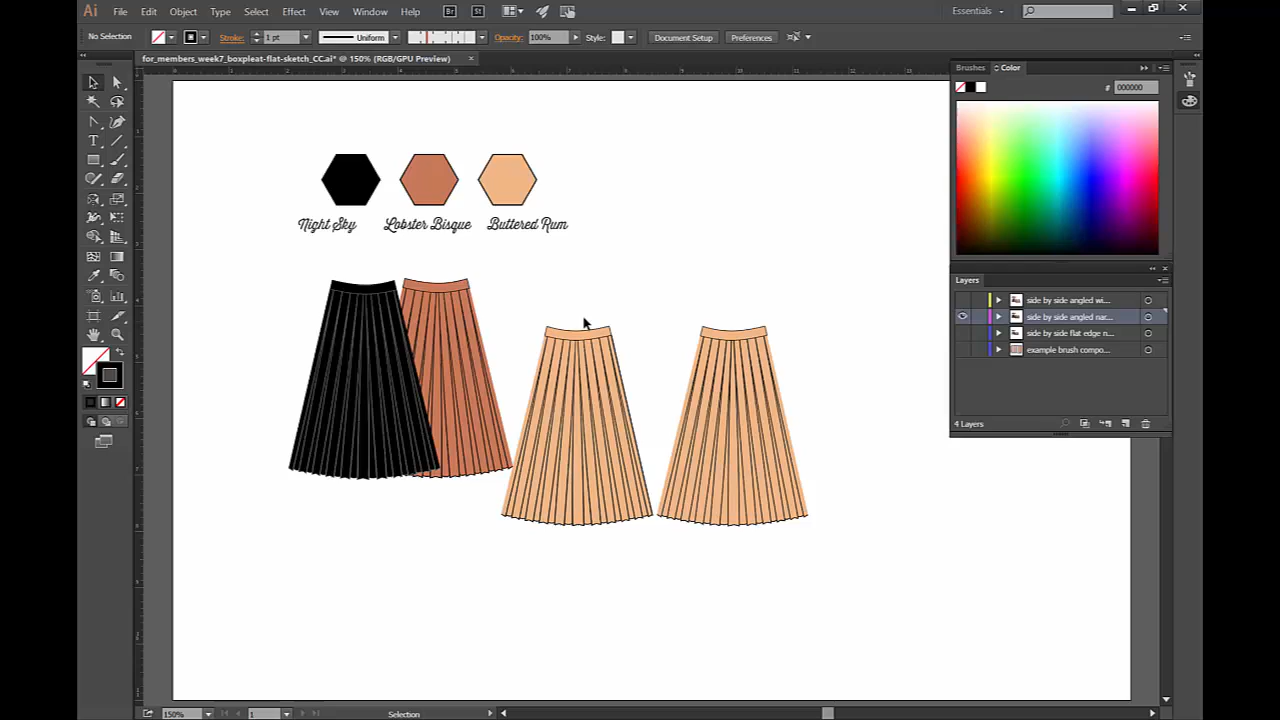 Ai File Edit Object Type Select Effect View Window Help Br St Essentials
No Selection Stroke: 1 pt Uniform Opacity: 100% Style: Document Setup Preferences
for_members_week7_boxpleat-flat-sketch_CC.ai* @ 150% (RGB/GPU Preview)
Brushes Color
# 000000
Night Sky Lobster Bisque Buttered Rum
Layers
side by side angled wi...
side by side angled nar...
side by side flat edge n...
example brush compo...
4 Layers
150% 1 Selection